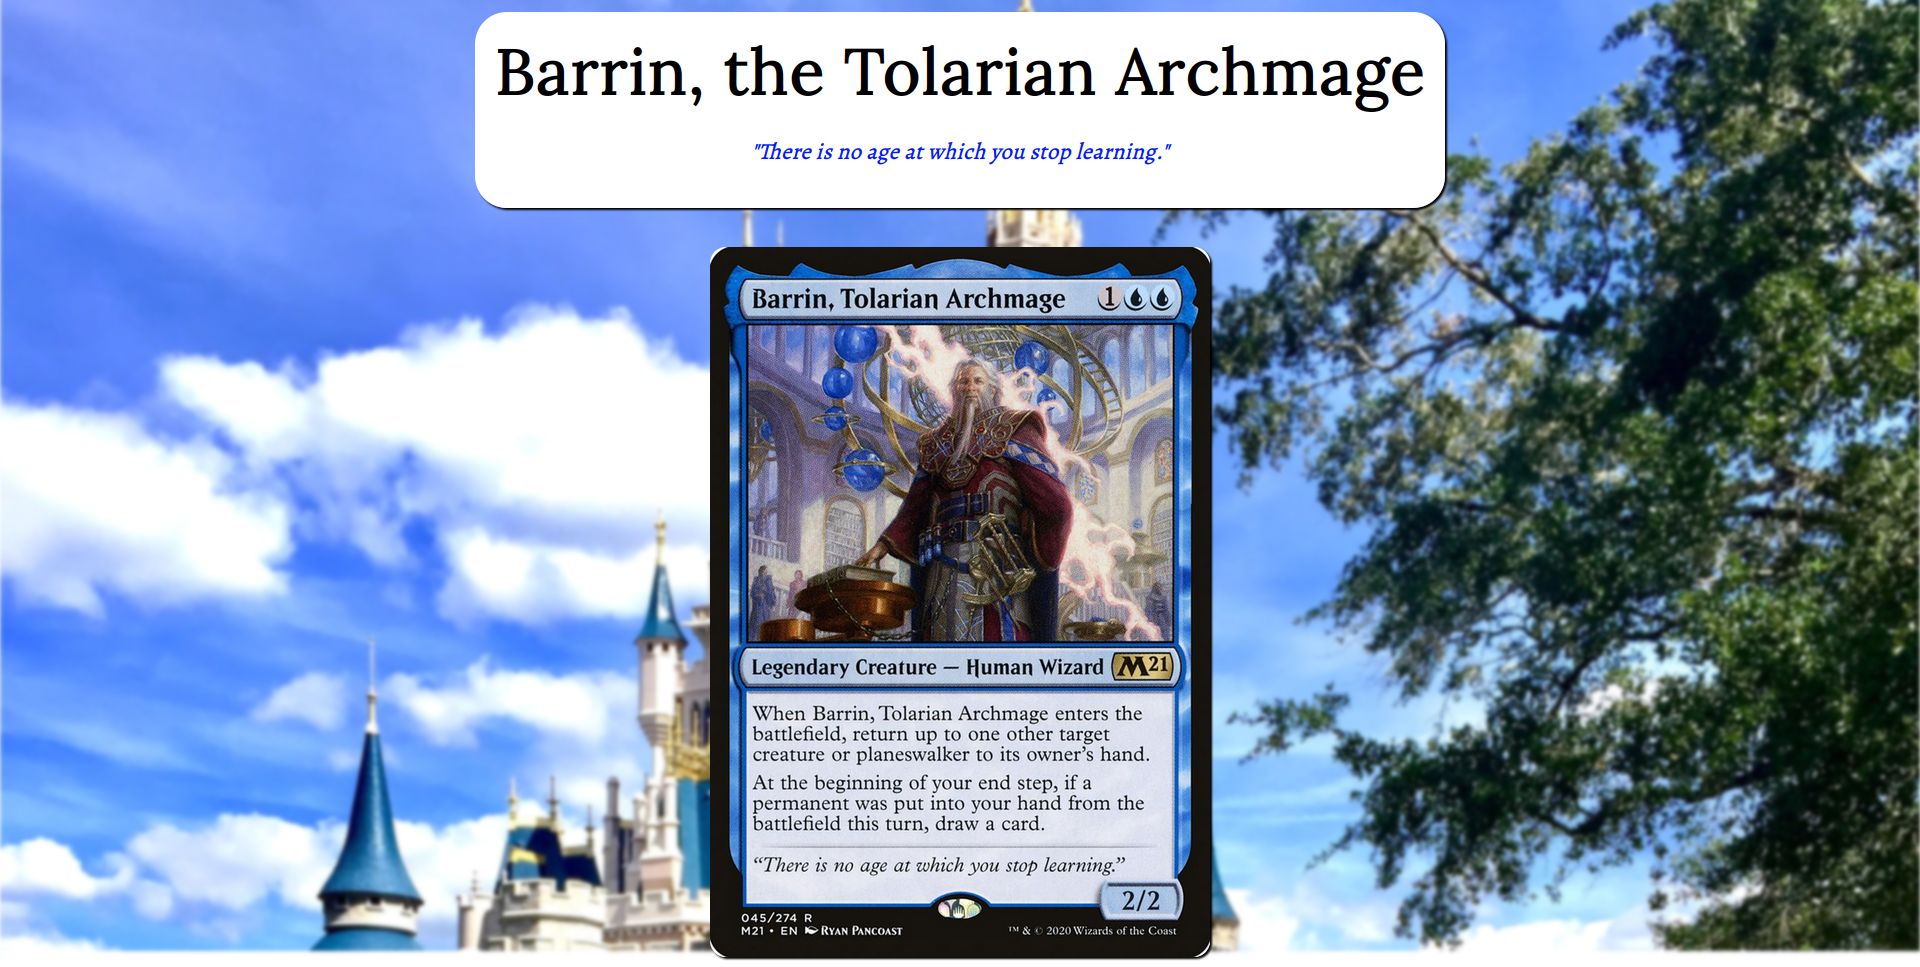 Barrin, the Tolarian Archmage
"There is no age at which you stop learning."
Barrin, Tolarian Archmage 1
Legendary Creature — Human Wizard M21
When Barrin, Tolarian Archmage enters the
battlefield, return up to one other target
creature or planeswalker to its owner's hand.
At the beginning of your end step, if a
permanent was put into your hand from the
battlefield this turn, draw a card.
“There is no age at which you stop learning.”
2/2
045/274 R
M21 • EN Ryan Pancoast
™ & © 2020 Wizards of the Coast